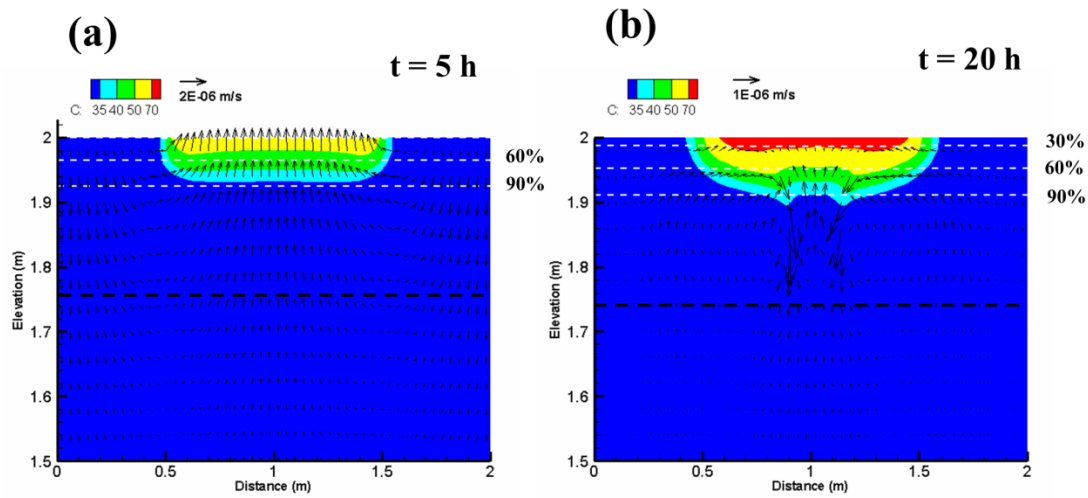 (a)
t = 5 h
C: 35 40 50 70
2E-06 m/s
2
1.9
1.8
1.7
1.6
1.5
Elevation (m)
60%
90%
0
0.5
1
1.5
2
Distance (m)
(b)
t = 20 h
C: 35 40 50 70
1E-06 m/s
2
1.9
1.8
1.7
1.6
1.5
Elevation (m)
30%
60%
90%
0
0.5
1
1.5
2
Distance (m)